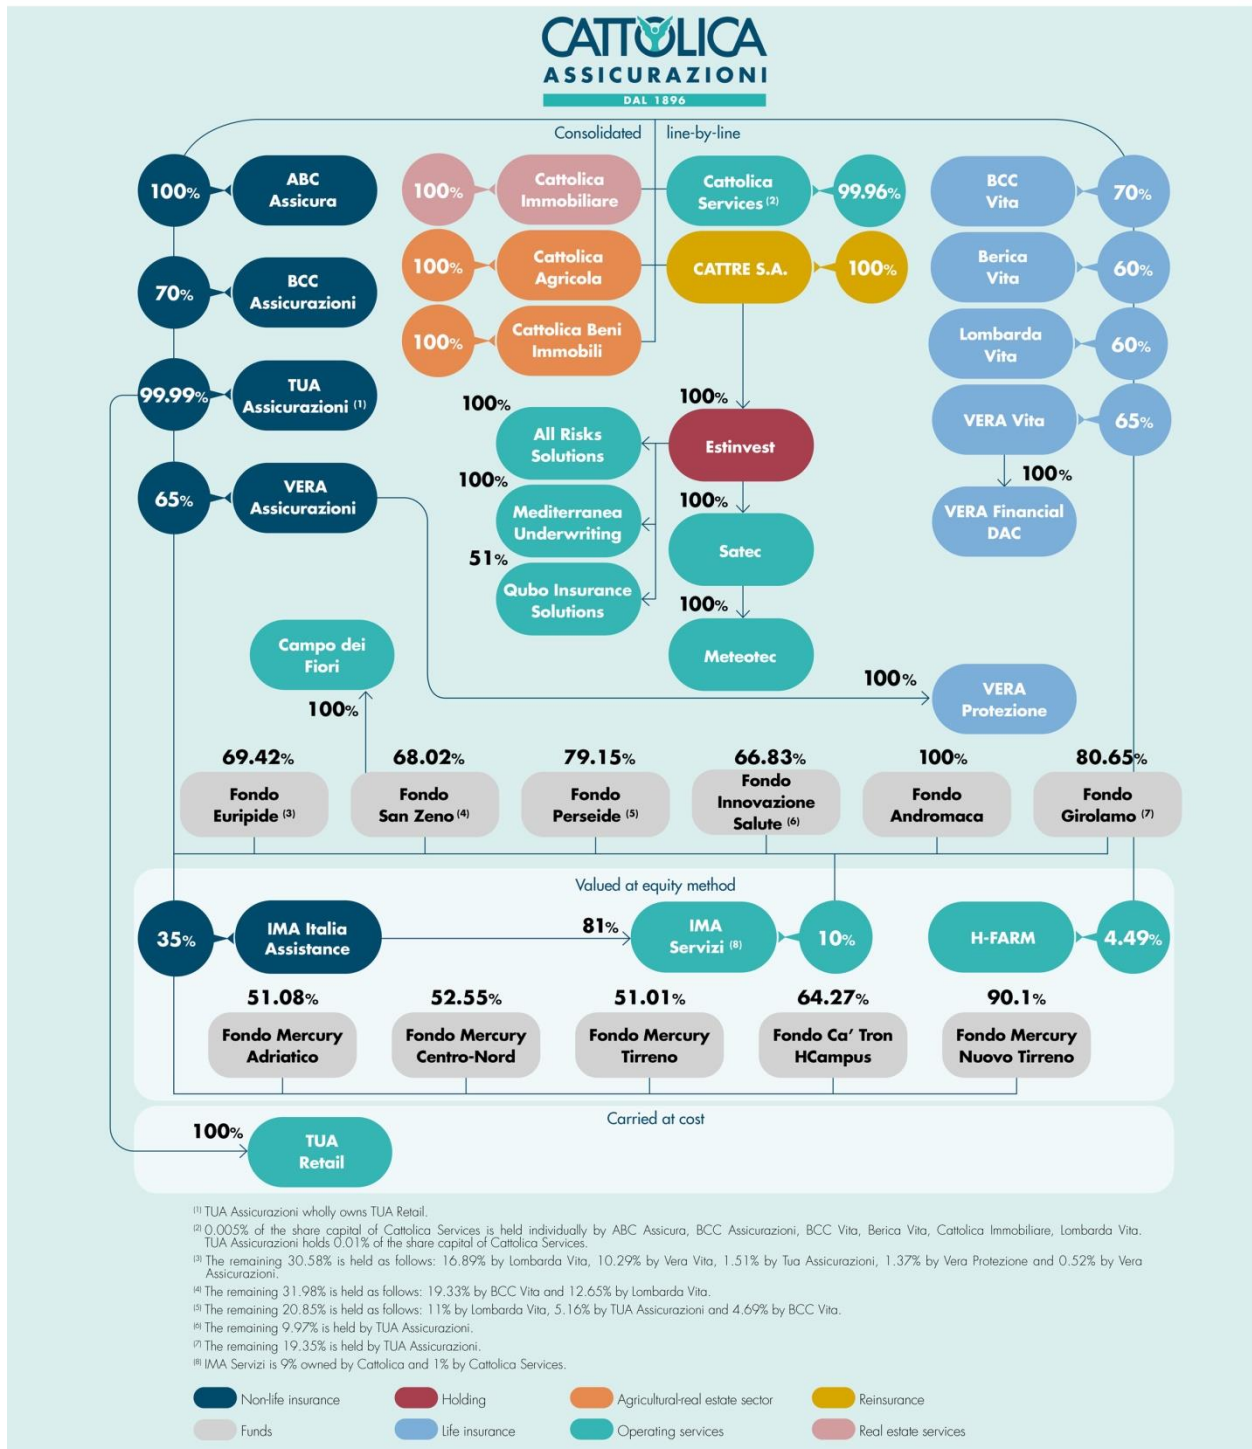 CATTOLICA
ASSICURAZIONI
DAL 1896
Consolidated line-by-line
100%
ABC
Assicura
70%
BCC
Assicurazioni
99.99%
TUA
Assicurazioni (1)
65%
VERA
Assicurazioni
100%
Cattolica
Immobiliare
100%
Cattolica
Agricola
100%
Cattolica Beni
Immobili
Cattolica
Services (2)
99.96%
CATTRE S.A.
100%
BCC
Vita
70%
Berica
Vita
60%
Lombarda
Vita
60%
VERA Vita
65%
100%
VERA Financial
DAC
100%
Estinvest
100%
All Risks
Solutions
100%
Mediterranea
Underwriting
51%
Qubo Insurance
Solutions
100%
Satec
100%
Meteotec
Campo dei
Fiori
100%
100%
VERA
Protezione
69.42%
Fondo
Euripide (3)
68.02%
Fondo
San Zeno (4)
79.15%
Fondo
Perseide (5)
66.83%
Fondo
Innovazione
Salute (6)
100%
Fondo
Andromaca
80.65%
Fondo
Girolamo (7)
Valued at equity method
35%
IMA Italia
Assistance
81%
IMA
Servizi (8)
10%
H-FARM
4.49%
51.08%
Fondo Mercury
Adriatico
52.55%
Fondo Mercury
Centro-Nord
51.01%
Fondo Mercury
Tirreno
64.27%
Fondo Ca’ Tron
HCampus
90.1%
Fondo Mercury
Nuovo Tirreno
Carried at cost
100%
TUA
Retail
(1) TUA Assicurazioni wholly owns TUA Retail.
(2) 0.005% of the share capital of Cattolica Services is held individually by ABC Assicura, BCC Assicurazioni, BCC Vita, Berica Vita, Cattolica Immobiliare, Lombarda Vita.
TUA Assicurazioni holds 0.01% of the share capital of Cattolica Services.
(3) The remaining 30.58% is held as follows: 16.89% by Lombarda Vita, 10.29% by Vera Vita, 1.51% by Tua Assicurazioni, 1.37% by Vera Protezione and 0.52% by Vera
Assicurazioni.
(4) The remaining 31.98% is held as follows: 19.33% by BCC Vita and 12.65% by Lombarda Vita.
(5) The remaining 20.85% is held as follows: 11% by Lombarda Vita, 5.16% by TUA Assicurazioni and 4.69% by BCC Vita.
(6) The remaining 9.97% is held by TUA Assicurazioni.
(7) The remaining 19.35% is held by TUA Assicurazioni.
(8) IMA Servizi is 9% owned by Cattolica and 1% by Cattolica Services.
Non-life insurance
Holding
Agricultural-real estate sector
Reinsurance
Funds
Life insurance
Operating services
Real estate services